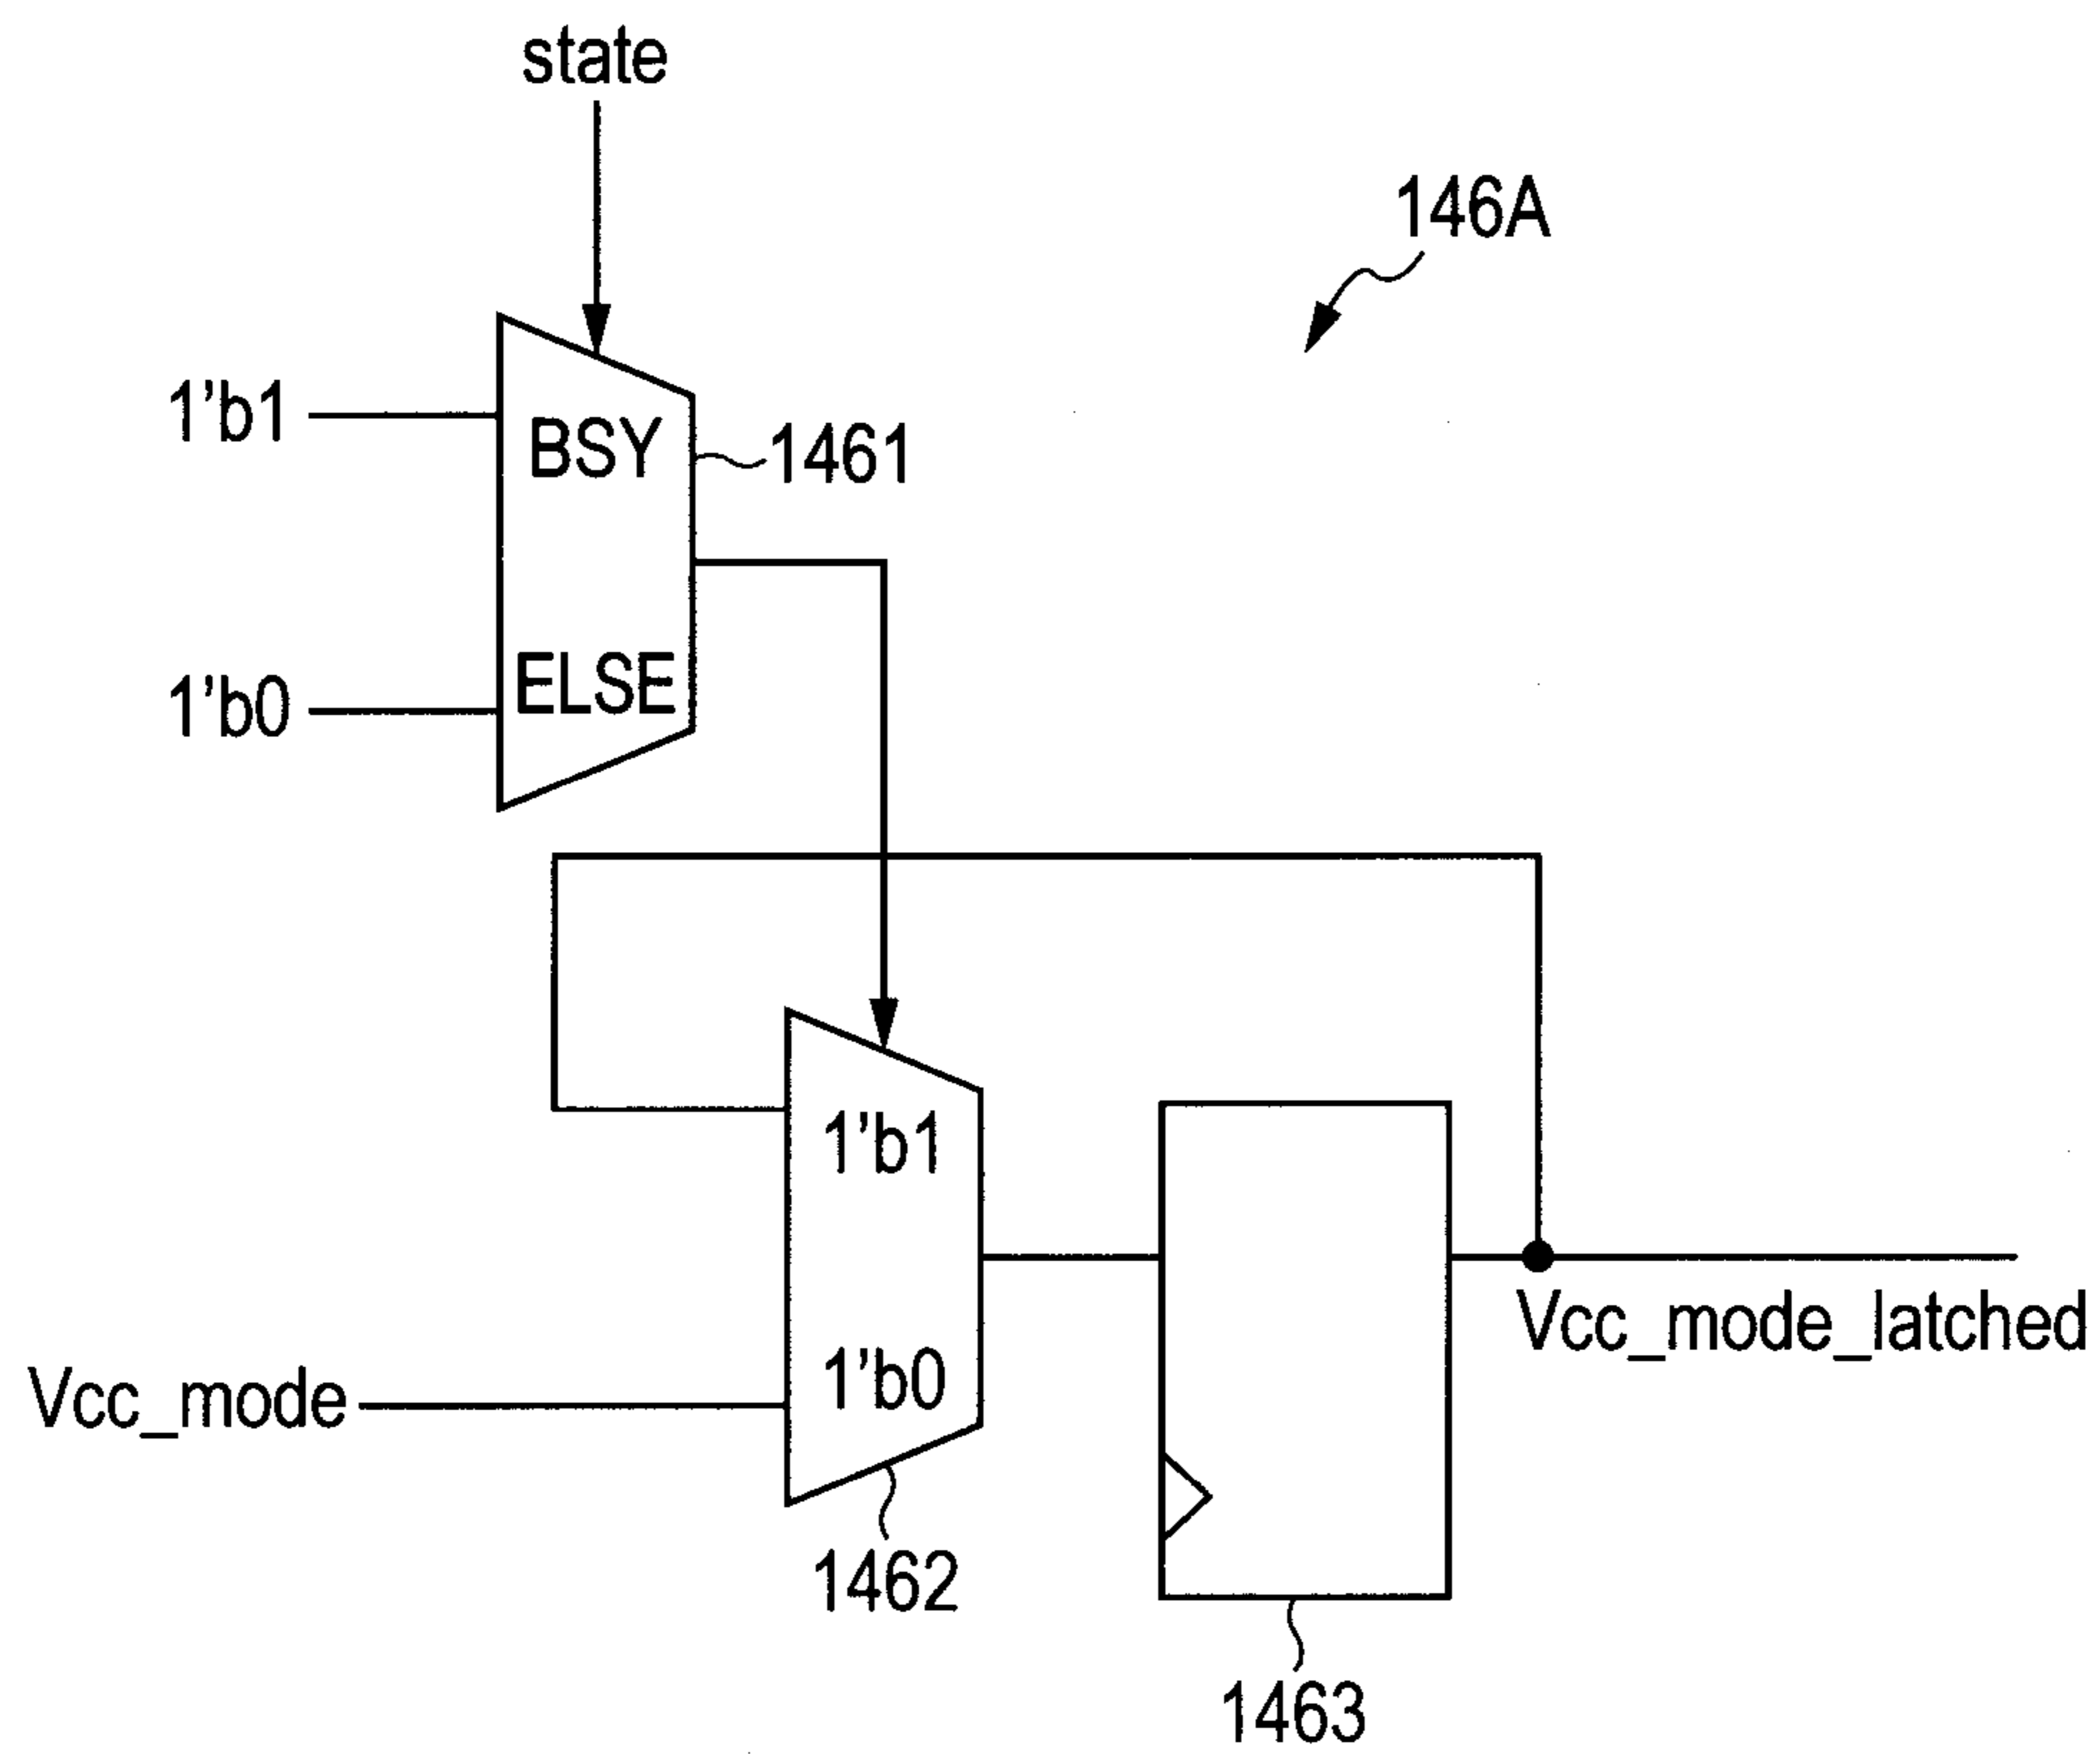 state
146A
1’b1
BSY
1461
1’b0
ELSE
1’b1
Vcc_mode_latched
Vcc_mode
1’b0
1462
1463